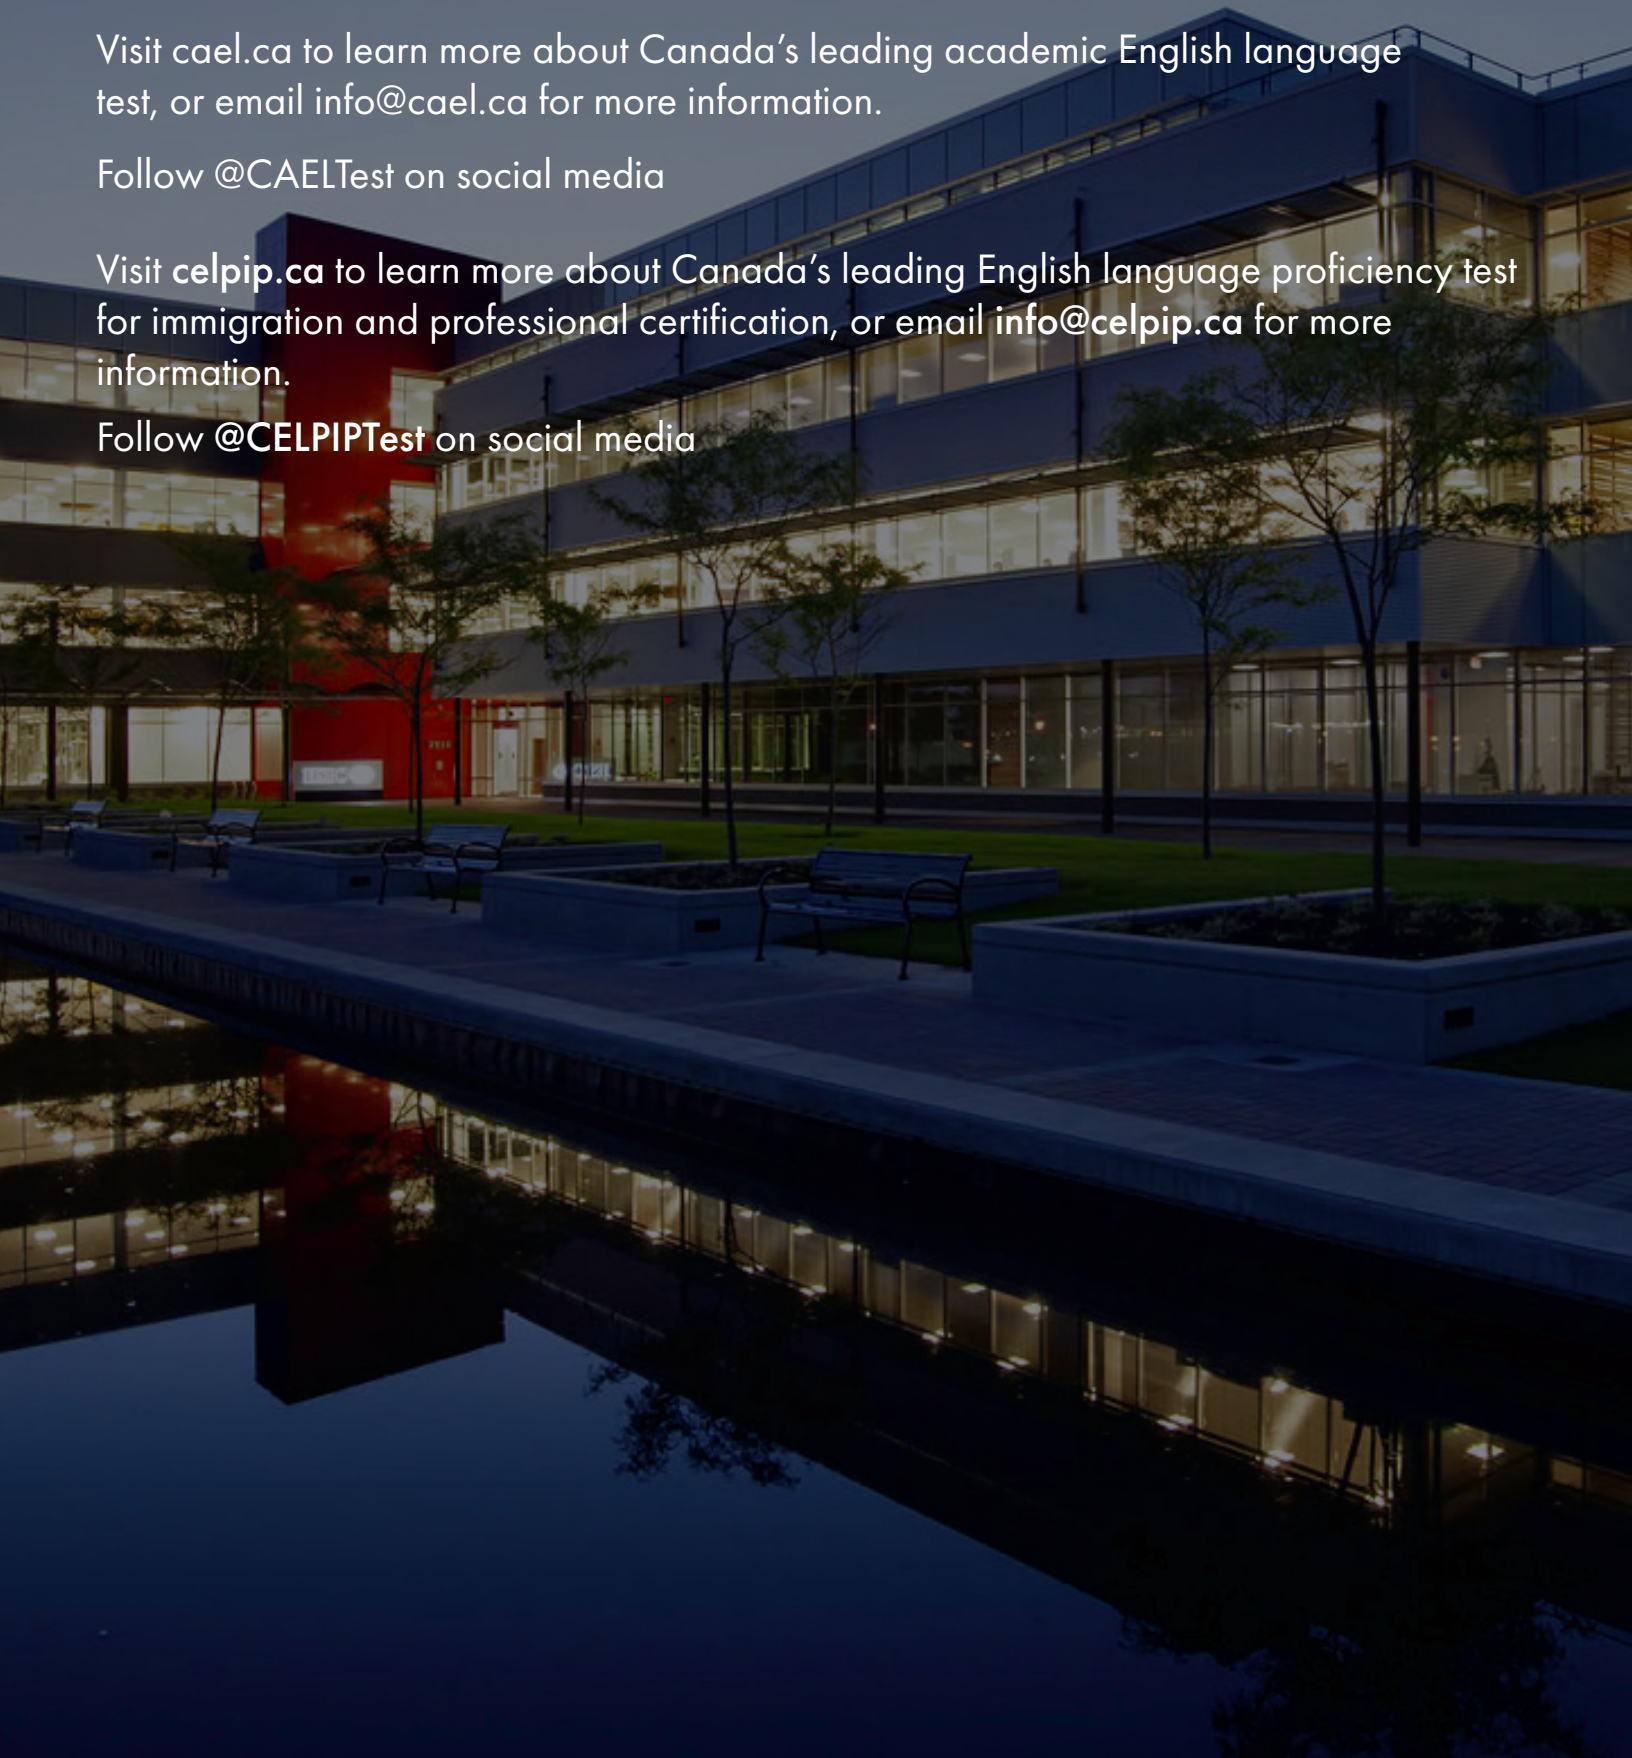 Visit cael.ca to learn more about Canada’s leading academic English language
test, or email info@cael.ca for more information.
Follow @CAELTest on social media
Visit celpip.ca to learn more about Canada’s leading English language proficiency test
for immigration and professional certification, or email info@celpip.ca for more
information.
Follow @CELPIPTest on social media